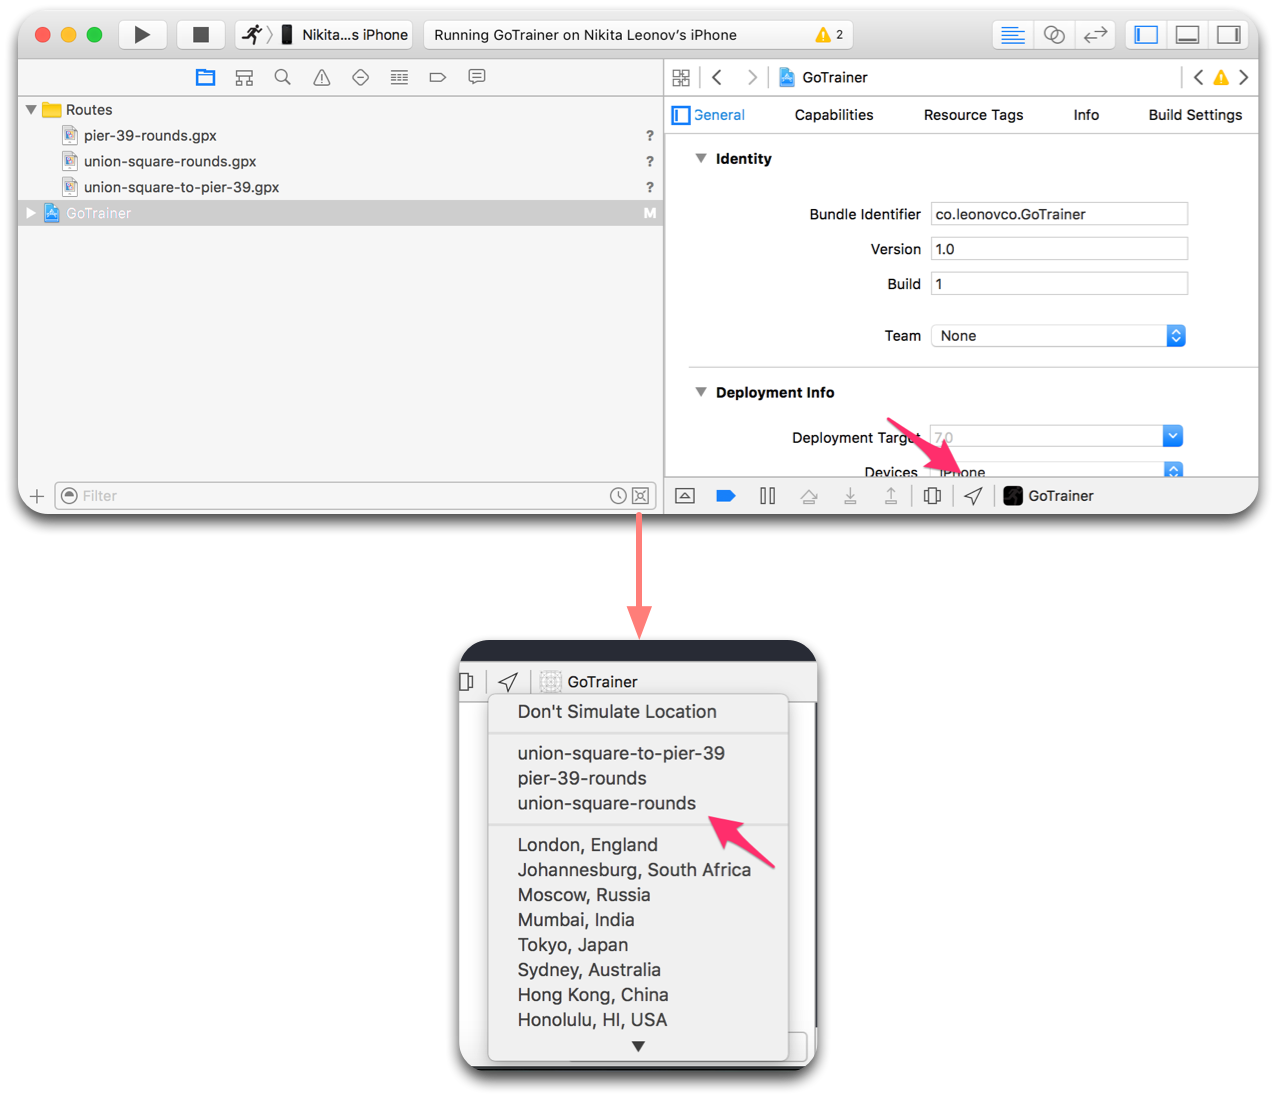 Nikita...s iPhone
Running GoTrainer on Nikita Leonov's iPhone
2
GoTrainer
Routes
pier-39-rounds.gpx ?
union-square-rounds.gpx ?
union-square-to-pier-39.gpx ?
GoTrainer M
General Capabilities Resource Tags Info Build Settings
Identity
Bundle Identifier co.leonovco.GoTrainer
Version 1.0
Build 1
Team None
Deployment Info
Deployment Target 7.0
Devices iPhone
Filter
GoTrainer
GoTrainer
Don't Simulate Location
union-square-to-pier-39
pier-39-rounds
union-square-rounds
London, England
Johannesburg, South Africa
Moscow, Russia
Mumbai, India
Tokyo, Japan
Sydney, Australia
Hong Kong, China
Honolulu, HI, USA